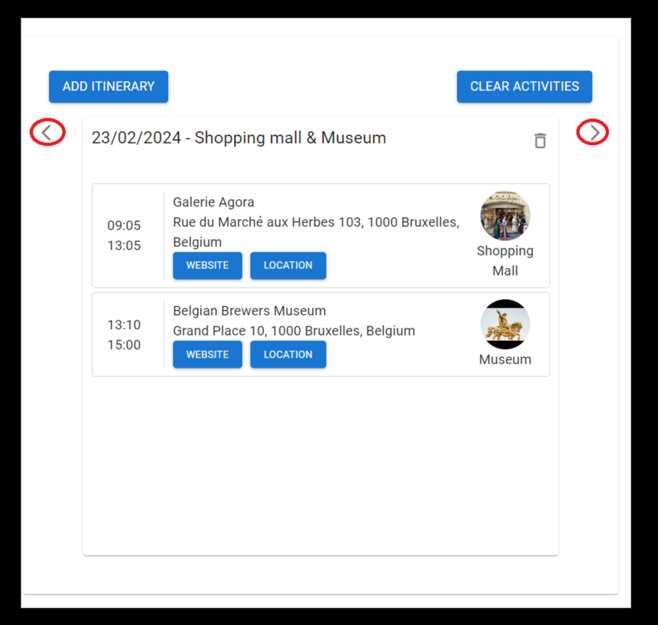 ADD ITINERARY
CLEAR ACTIVITIES
23/02/2024 - Shopping mall & Museum
09:05
13:05
Galerie Agora
Rue du Marché aux Herbes 103, 1000 Bruxelles,
Belgium
WEBSITE
LOCATION
Shopping
Mall
13:10
15:00
Belgian Brewers Museum
Grand Place 10, 1000 Bruxelles, Belgium
WEBSITE
LOCATION
Museum